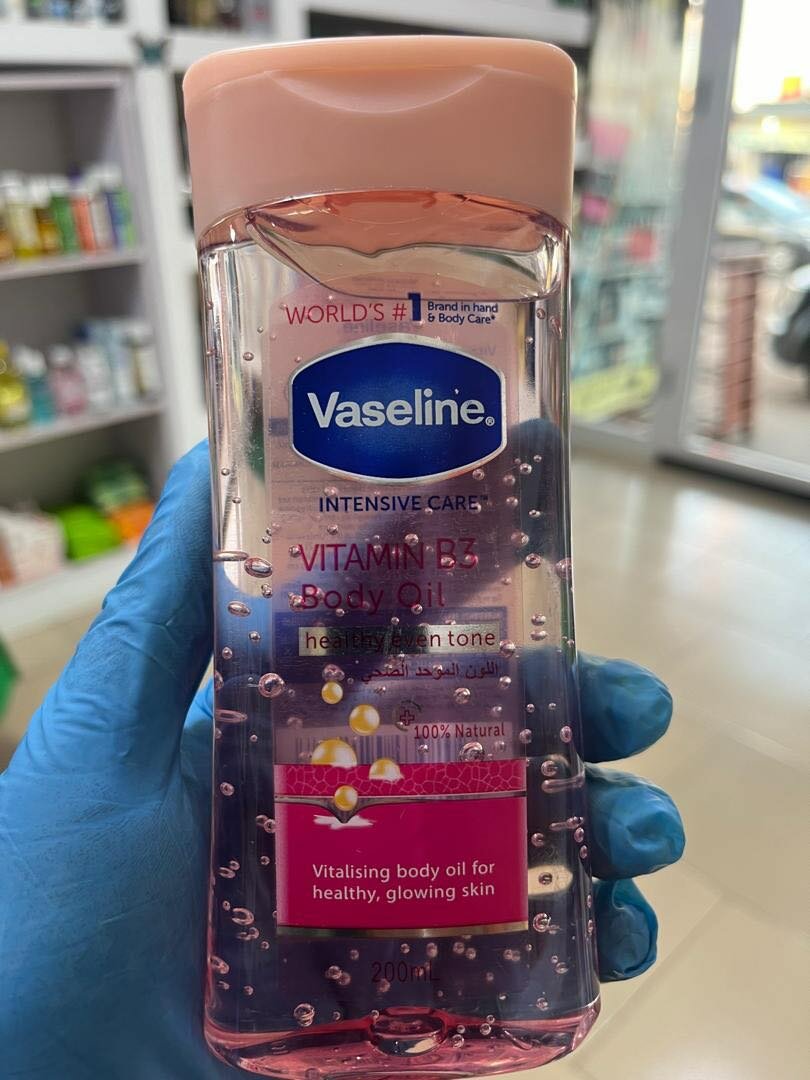 WORLD'S #1 Brand in hand
& Body Care*
Vaseline®
INTENSIVE CARE™
VITAMIN B3
Body Oil
healthy even tone
اللون الموحد الصحي
100% Natural
Vitalising body oil for
healthy, glowing skin
200mL